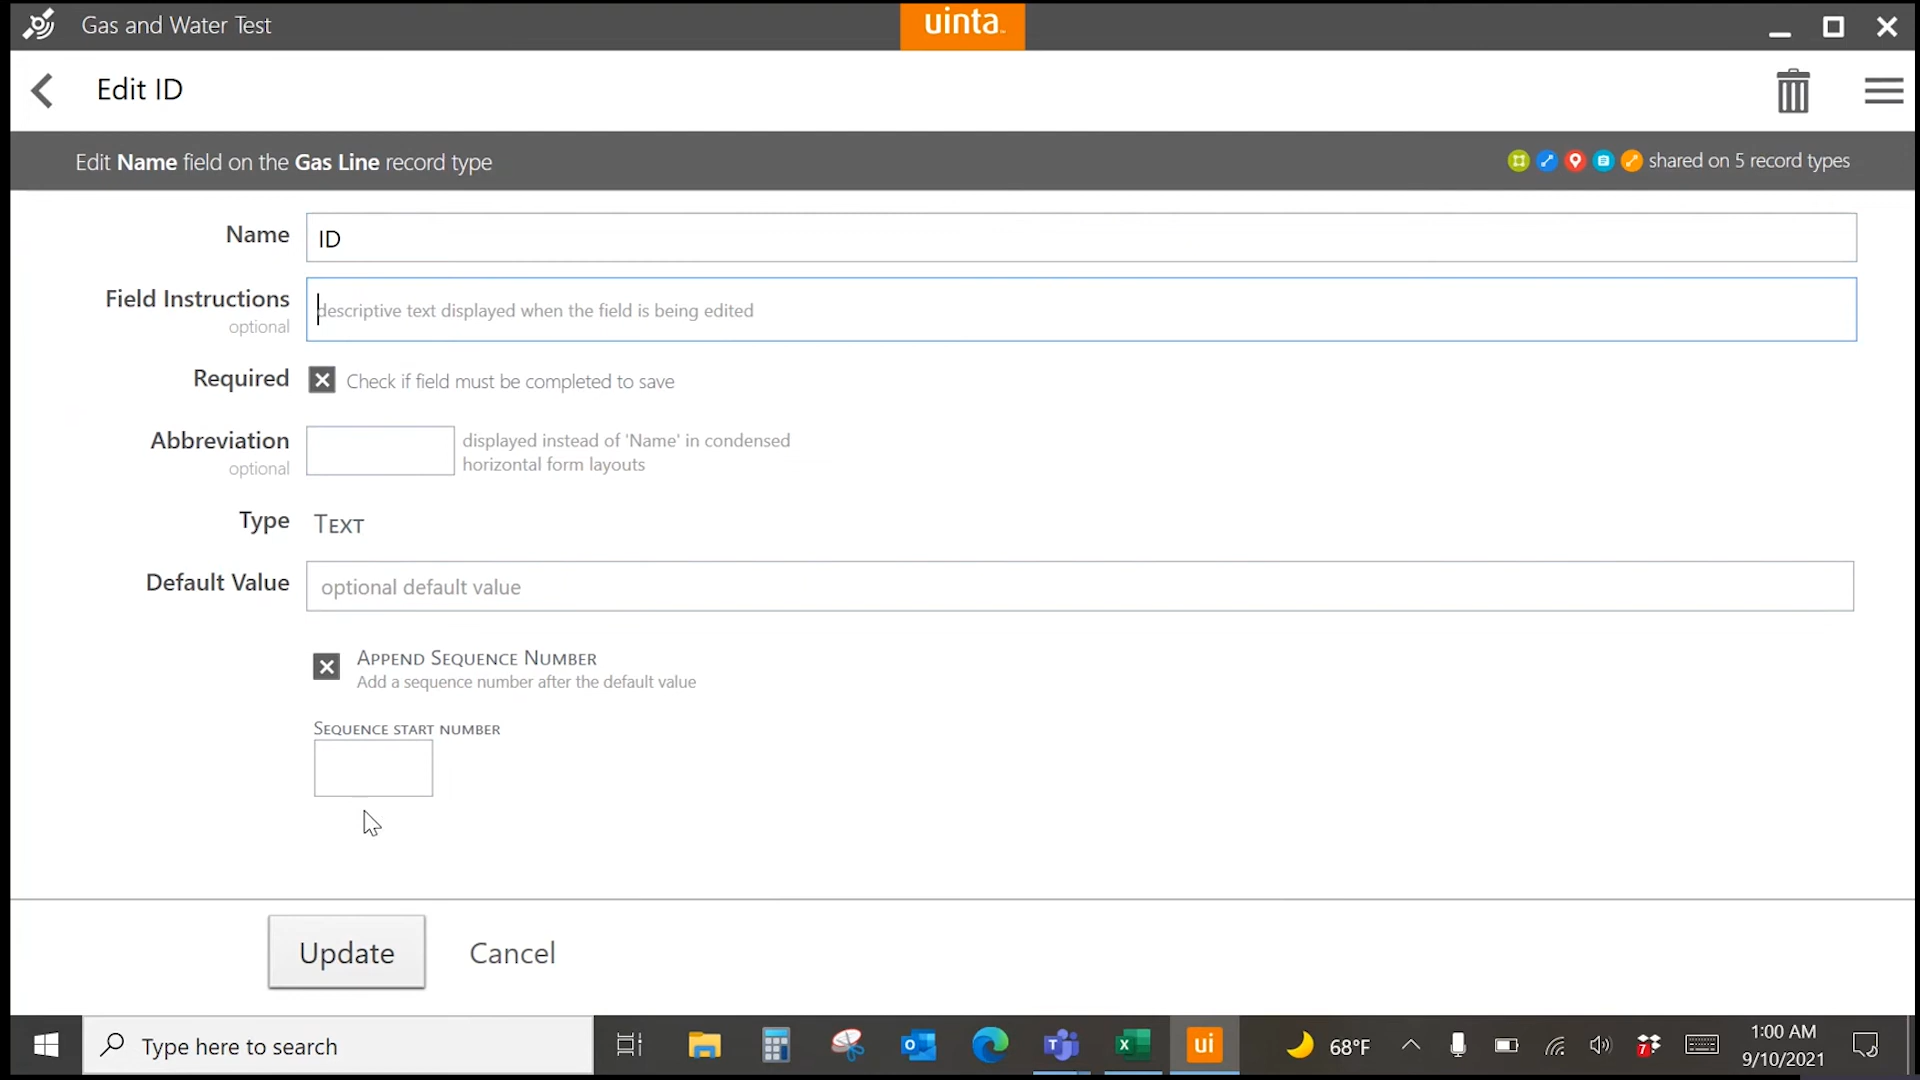 Gas and Water Test
uinta
Edit ID
Edit Name field on the Gas Line record type
shared on 5 record types
Name
ID
Field Instructions
optional
descriptive text displayed when the field is being edited
Required
Check if field must be completed to save
Abbreviation
optional
displayed instead of 'Name' in condensed
horizontal form layouts
Type
TEXT
Default Value
optional default value
APPEND SEQUENCE NUMBER
Add a sequence number after the default value
SEQUENCE START NUMBER
Update
Cancel
Type here to search
ui
68°F
7
1:00 AM
9/10/2021